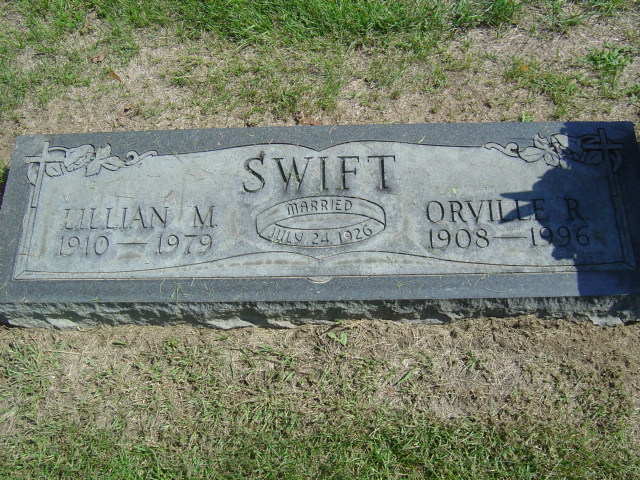 SWIFT
MARRIED
JULY 24, 1926
LILLIAN M.
1910 — 1979
ORVILLE R.
1908 — 1996